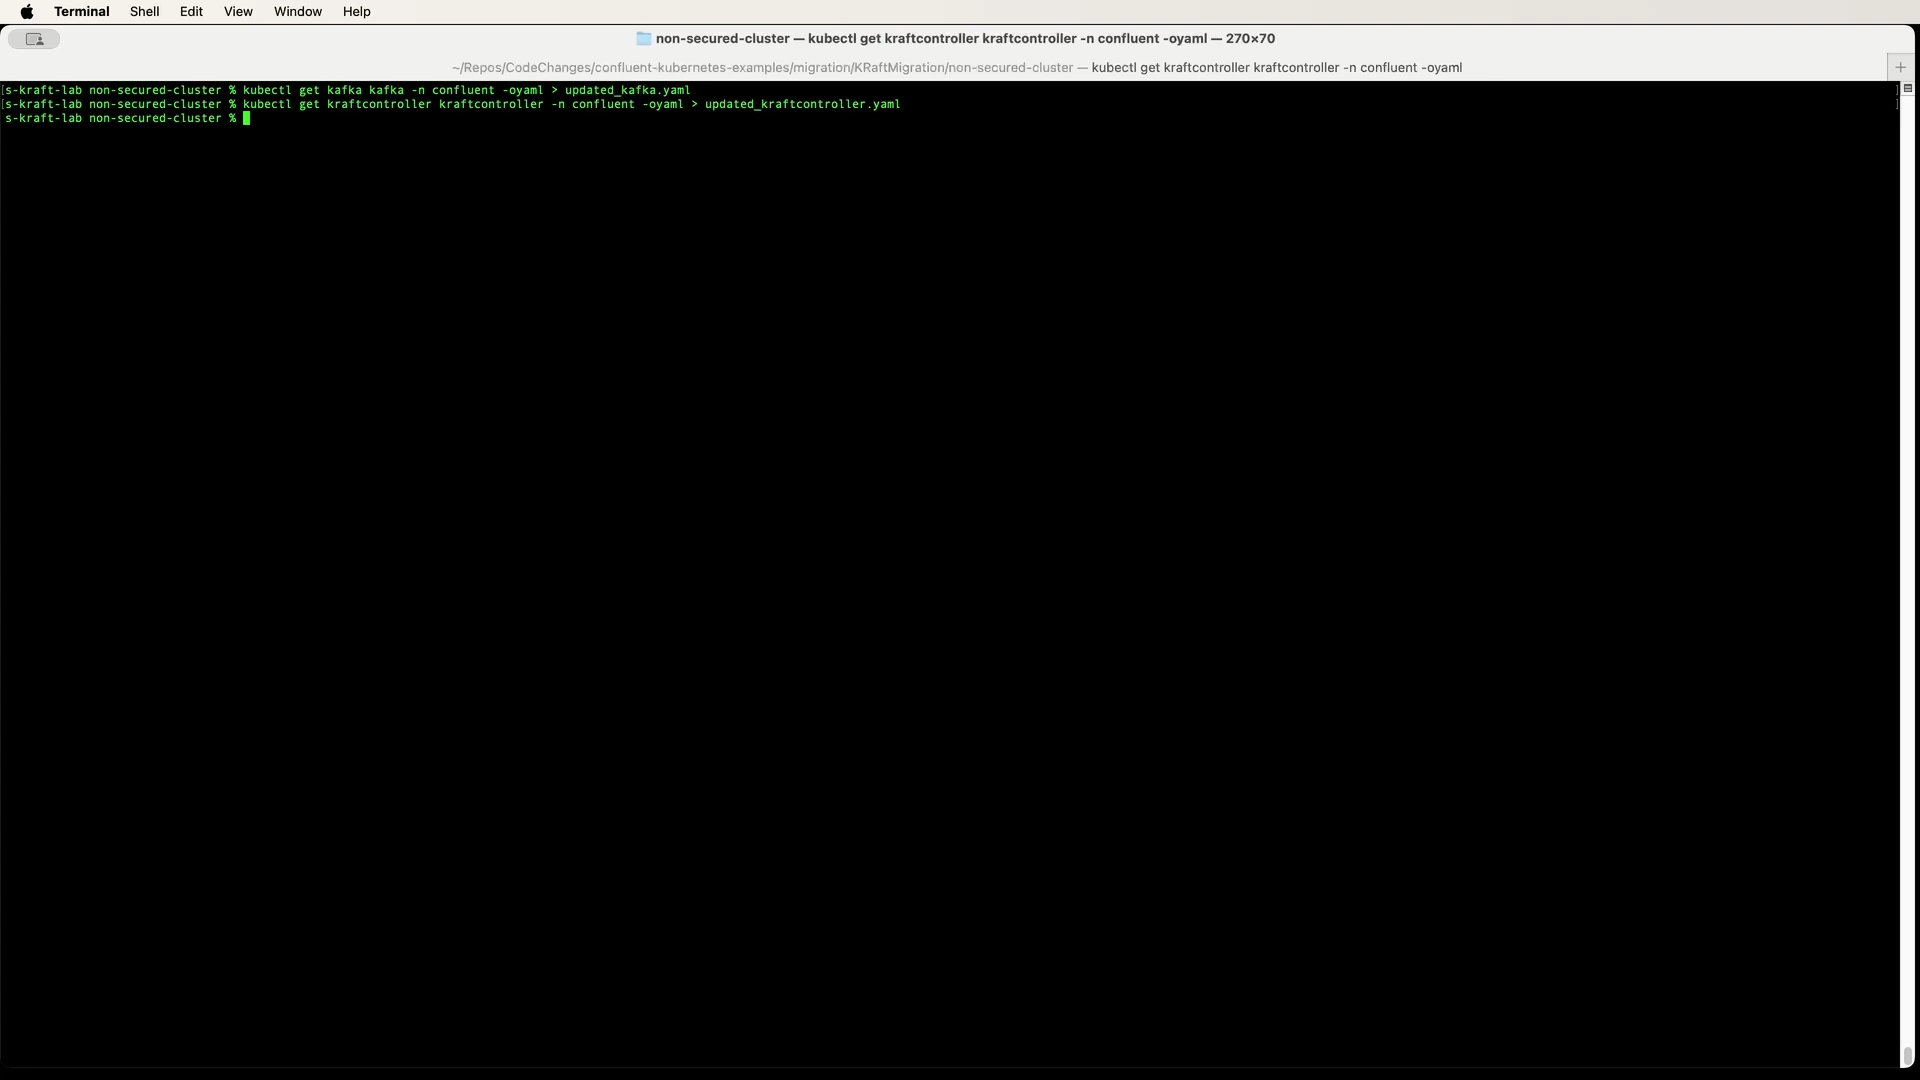 Terminal Shell Edit View Window Help
non-secured-cluster — kubectl get kraftcontroller kraftcontroller -n confluent -oyaml — 270×70
~/Repos/CodeChanges/confluent-kubernetes-examples/migration/KRaftMigration/non-secured-cluster — kubectl get kraftcontroller kraftcontroller -n confluent -oyaml
[s-kraft-lab non-secured-cluster % kubectl get kafka kafka -n confluent -oyaml > updated_kafka.yaml ]
[s-kraft-lab non-secured-cluster % kubectl get kraftcontroller kraftcontroller -n confluent -oyaml > updated_kraftcontroller.yaml ]
s-kraft-lab non-secured-cluster %